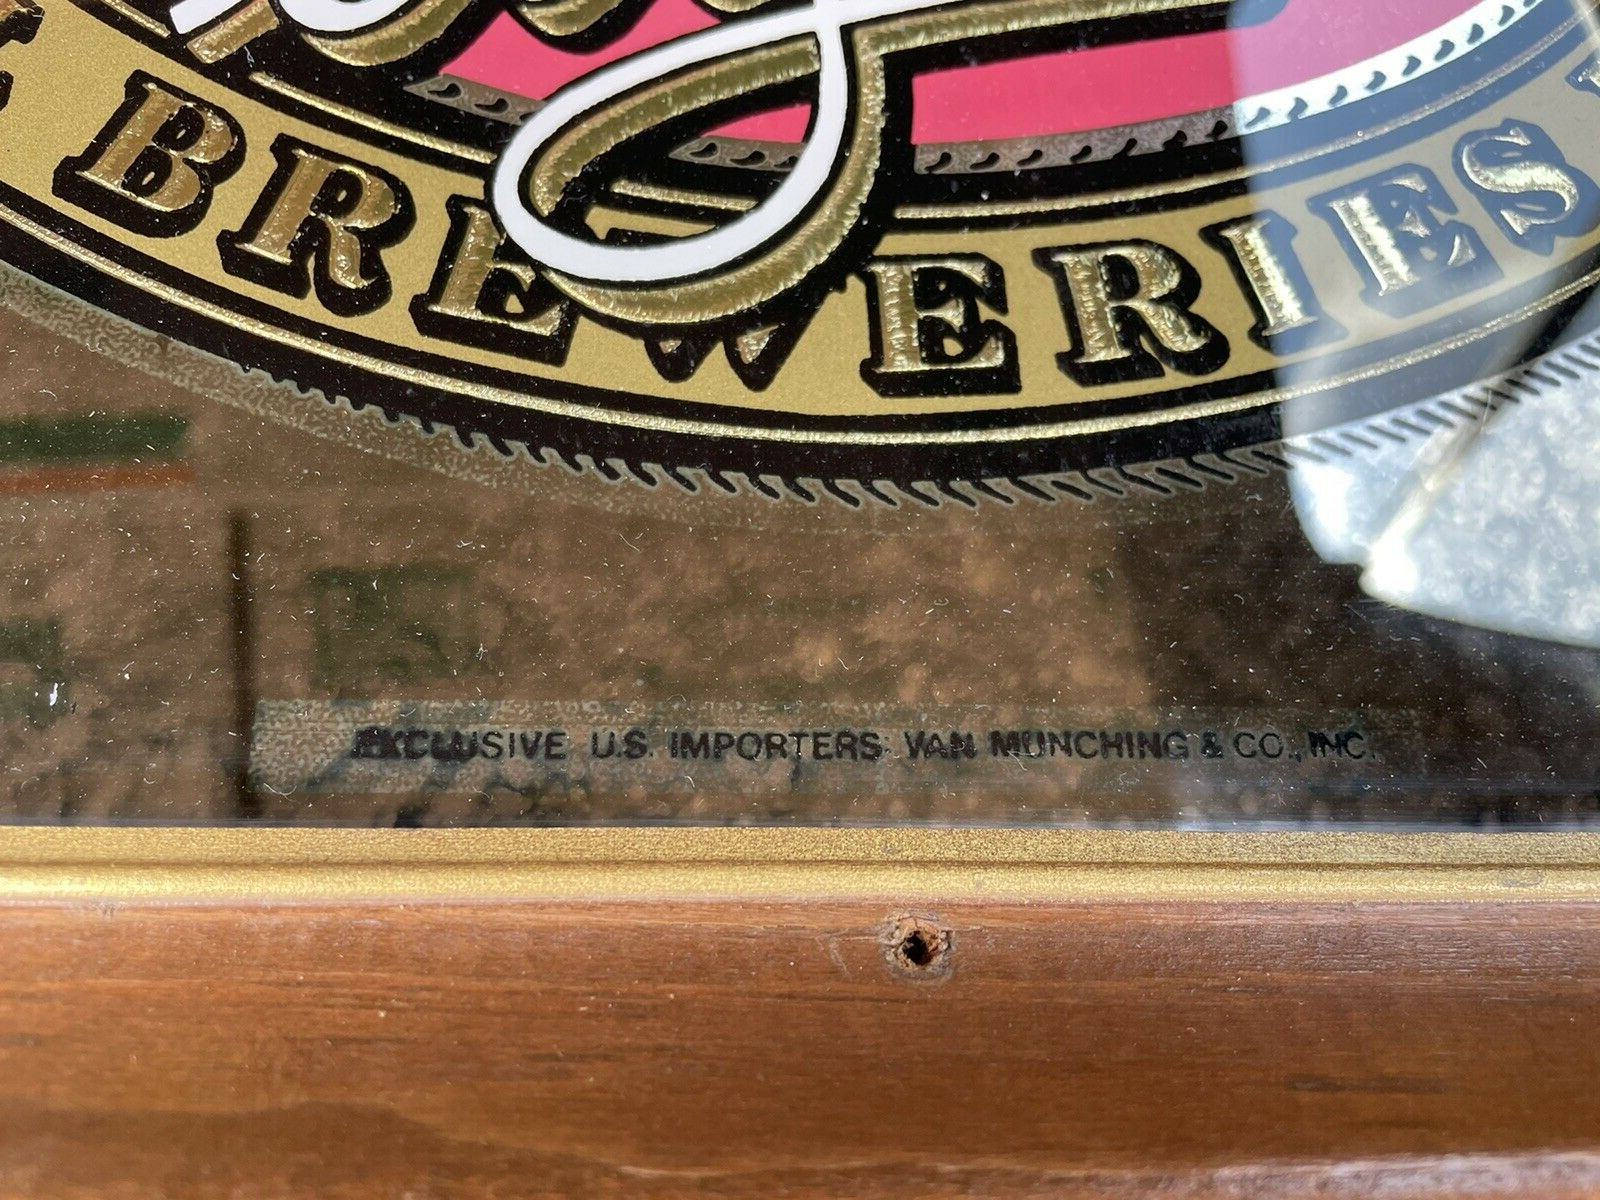 BREWERIES
EXCLUSIVE U.S. IMPORTERS: VAN MUNCHING & CO., INC.